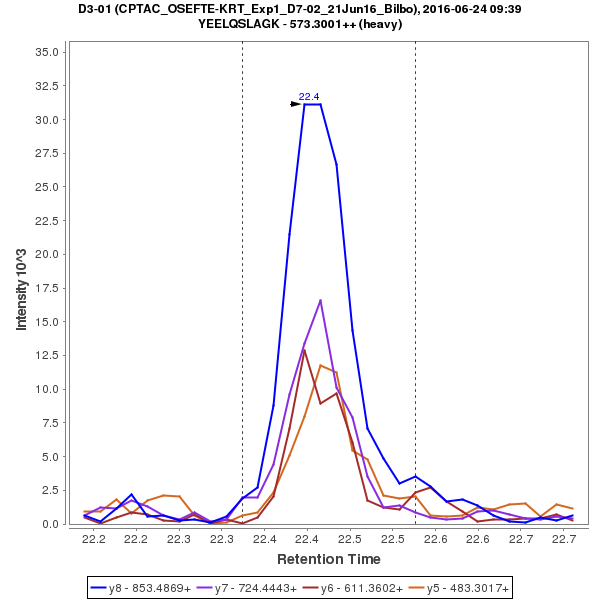 D3-01 (CPTAC_OSEFTE-KRT_Exp1_D7-02_21Jun16_Bilbo), 2016-06-24 09:39
YEELQSLAGK - 573.3001++ (heavy)
35.0
32.5
30.0
27.5
25.0
22.5
20.0
17.5
15.0
12.5
10.0
7.5
5.0
2.5
0.0
Intensity 10^3
22.4
22.2 22.2 22.3 22.3 22.4 22.4 22.5 22.5 22.6 22.6 22.7 22.7
Retention Time
y8 - 853.4869+ y7 - 724.4443+ y6 - 611.3602+ y5 - 483.3017+